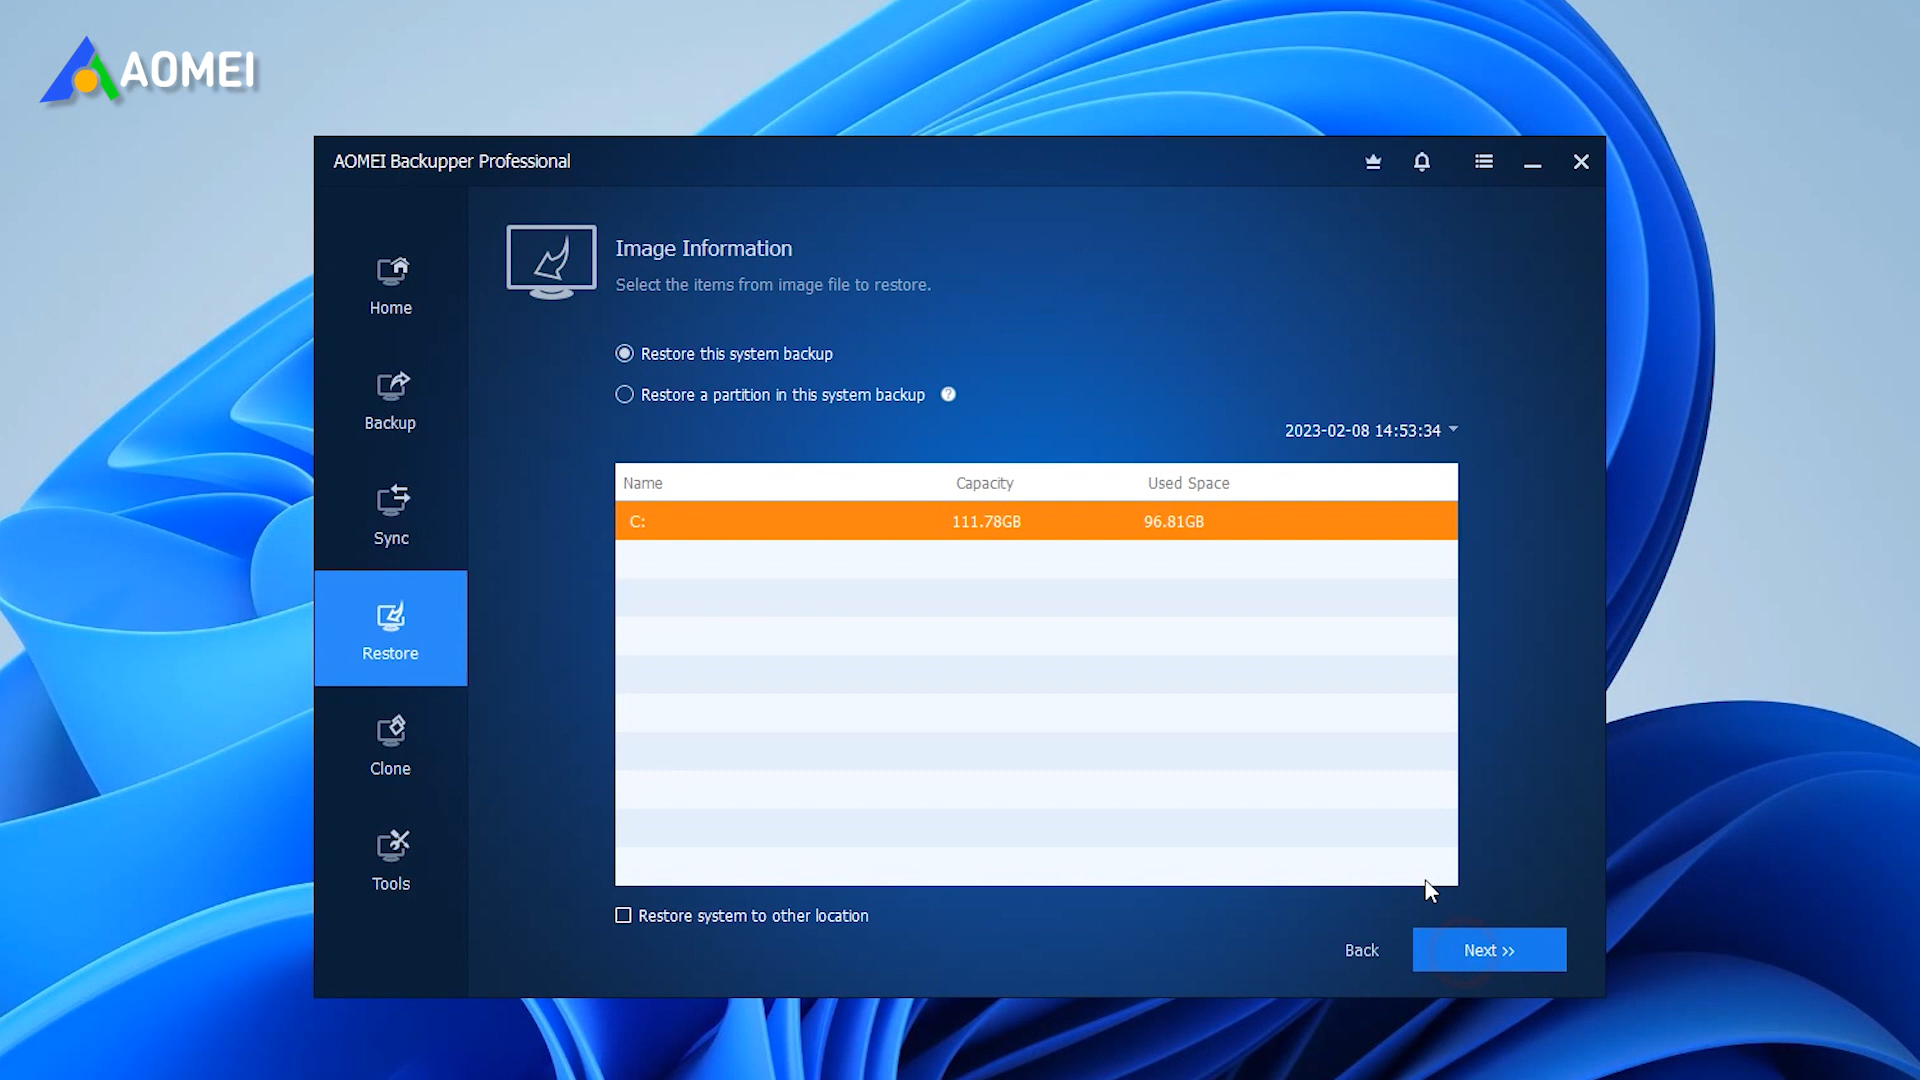 AOMEI
AOMEI Backupper Professional
Home
Backup
Sync
Restore
Clone
Tools
Image Information
Select the items from image file to restore.
Restore this system backup
Restore a partition in this system backup ?
2023-02-08 14:53:34
Name Capacity Used Space
C: 111.78GB 96.81GB
Restore system to other location
Back Next >>